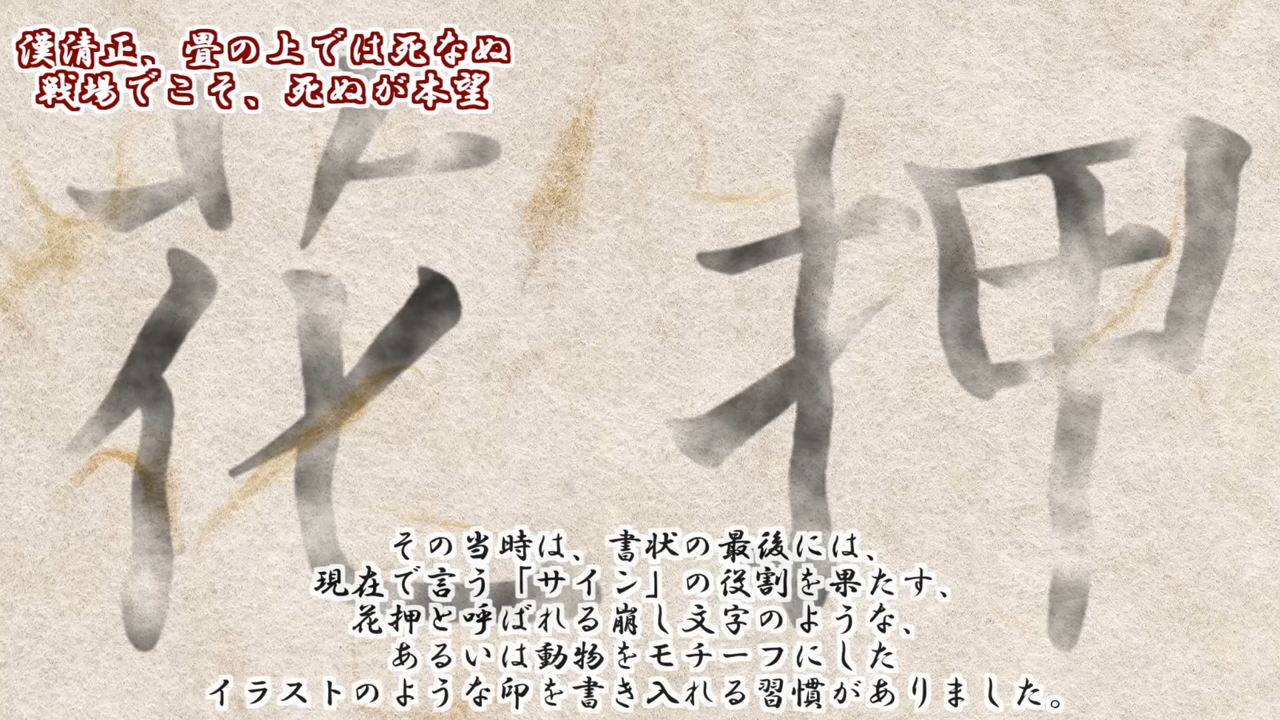 漢清正、畳の上では死なぬ
戦場でこそ、死ぬが本望
花押
その当時は、書状の最後には、
現在で言う「サイン」の役割を果たす、
花押と呼ばれる崩し文字のような、
あるいは動物をモチーフにした
イラストのような印を書き入れる習慣がありました。